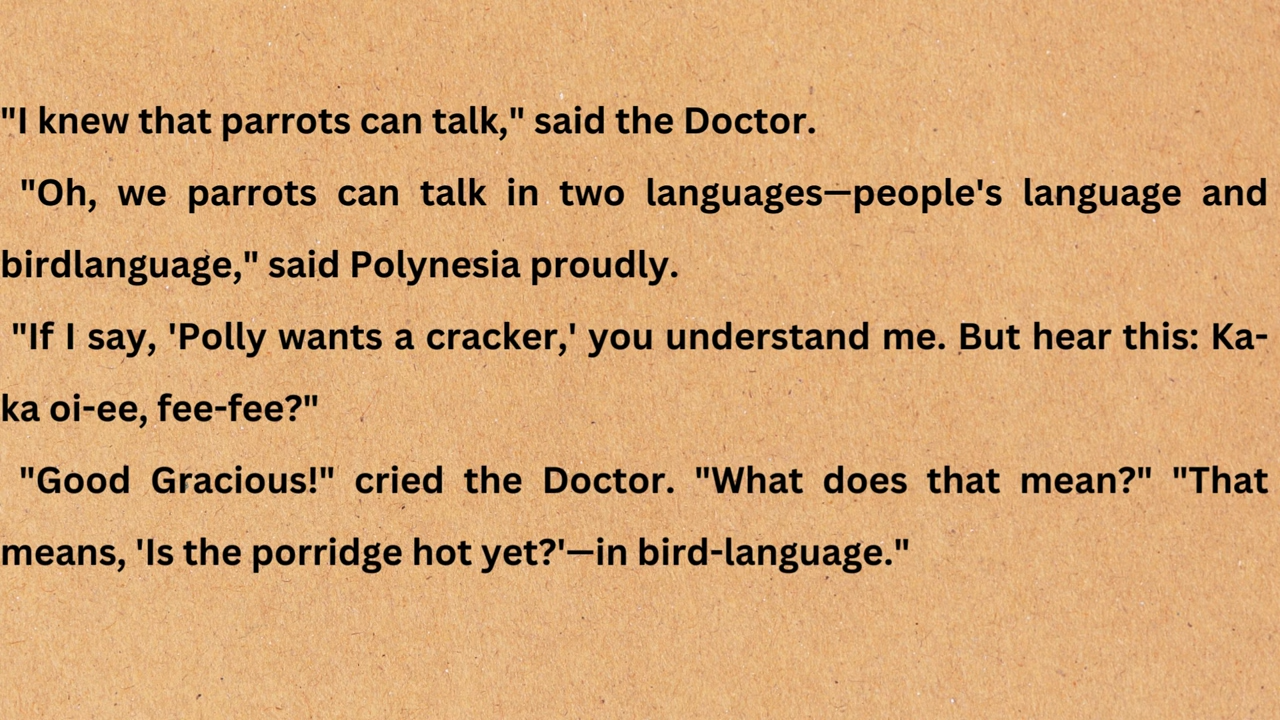 "I knew that parrots can talk," said the Doctor.
"Oh, we parrots can talk in two languages—people's language and
birdlanguage," said Polynesia proudly.
"If I say, 'Polly wants a cracker,' you understand me. But hear this: Ka-
ka oi-ee, fee-fee?"
"Good Gracious!" cried the Doctor. "What does that mean?" "That
means, 'Is the porridge hot yet?'—in bird-language."